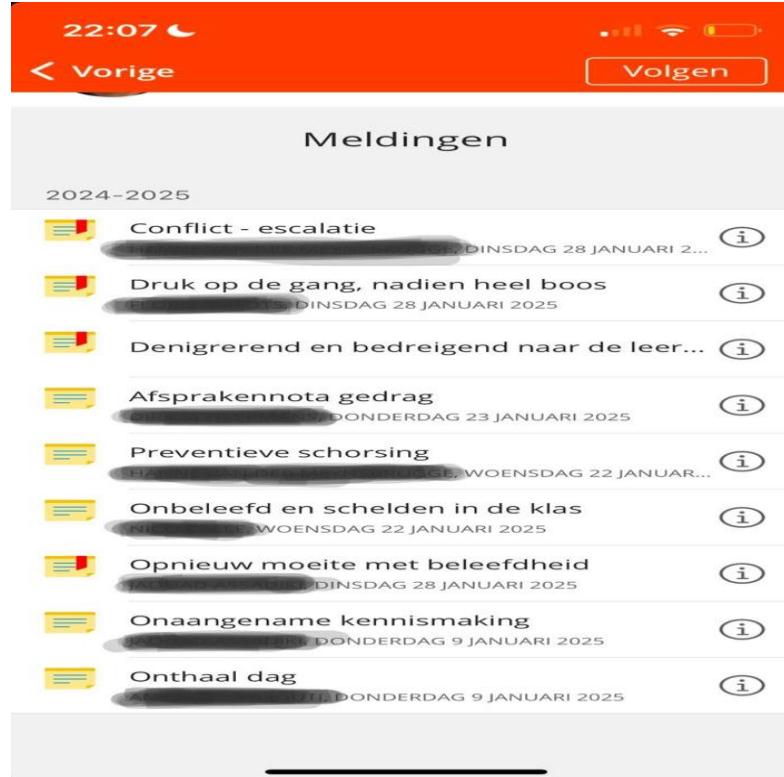 22:07
Vorige
Volgen
Meldingen
2024-2025
Conflict - escalatie
DINSDAG 28 JANUARI 2...
Druk op de gang, nadien heel boos
DINSDAG 28 JANUARI 2025
Denigrerend en bedreigend naar de leer...
Afsprakennota gedrag
DONDERDAG 23 JANUARI 2025
Preventieve schorsing
WOENSDAG 22 JANUAR...
Onbeleefd en schelden in de klas
WOENSDAG 22 JANUARI 2025
Opnieuw moeite met beleefdheid
DINSDAG 28 JANUARI 2025
Onaangename kennismaking
DONDERDAG 9 JANUARI 2025
Onthaal dag
DONDERDAG 9 JANUARI 2025